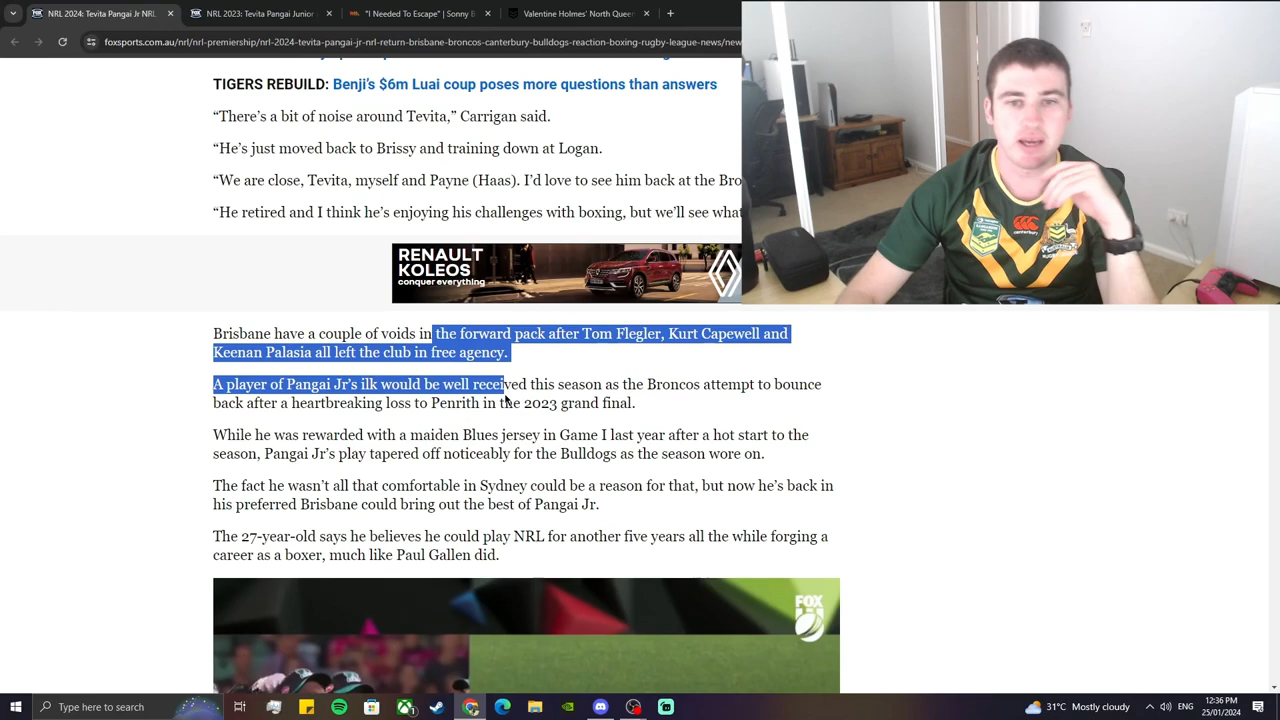 NRL 2024: Tevita Pangai Jr NRL
NRL 2023: Tevita Pangai Junior
"I Needed To Escape" | Sonny B
Valentine Holmes' North Queen
foxsports.com.au/nrl/nrl-premiership/nrl-2024-tevita-pangai-jr-nrl-return-brisbane-broncos-canterbury-bulldogs-reaction-boxing-rugby-league-news/new
TIGERS REBUILD: Benji's $6m Luai coup poses more questions than answers
“There’s a bit of noise around Tevita,” Carrigan said.
“He’s just moved back to Brissy and training down at Logan.
“We are close, Tevita, myself and Payne (Haas). I’d love to see him back at the Bro
“He retired and I think he’s enjoying his challenges with boxing, but we’ll see what
RENAULT
KOLEOS
conquer everything
canterbury
Brisbane have a couple of voids in the forward pack after Tom Flegler, Kurt Capewell and
Keenan Palasia all left the club in free agency.
A player of Pangai Jr’s ilk would be well received this season as the Broncos attempt to bounce
back after a heartbreaking loss to Penrith in the 2023 grand final.
While he was rewarded with a maiden Blues jersey in Game I last year after a hot start to the
season, Pangai Jr’s play tapered off noticeably for the Bulldogs as the season wore on.
The fact he wasn’t all that comfortable in Sydney could be a reason for that, but now he’s back in
his preferred Brisbane could bring out the best of Pangai Jr.
The 27-year-old says he believes he could play NRL for another five years all the while forging a
career as a boxer, much like Paul Gallen did.
FOX
Type here to search
31°C Mostly cloudy
12:36 PM
25/01/2024